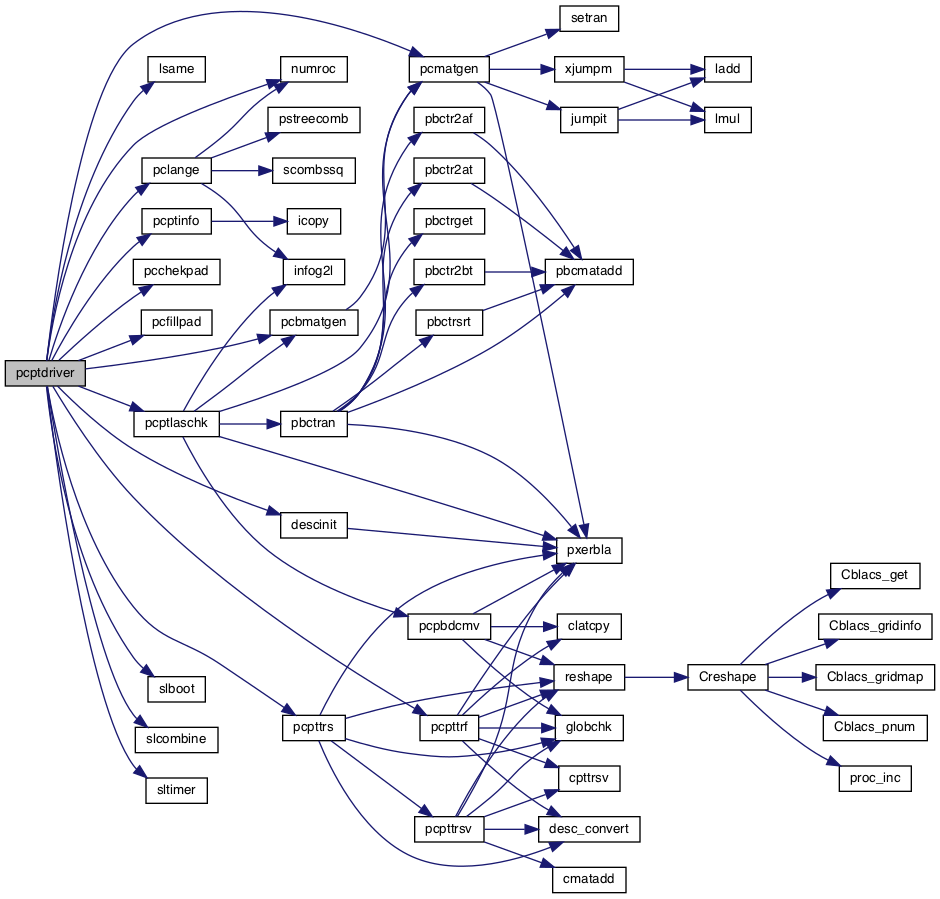 setran
lsame
numroc
pcmatgen
xjumpm
ladd
pstreecomb
pbctr2af
jumpit
lmul
pclange
scombssq
pbctr2at
pcptinfo
icopy
pbctrget
pcchekpad
infog2l
pbctr2bt
pbcmatadd
pcfillpad
pcbmatgen
pbctrsrt
pcptdriver
pcptlaschk
pbctran
descinit
pxerbla
Cblacs_get
pcpbdcmv
clatcpy
Cblacs_gridinfo
slboot
reshape
Creshape
Cblacs_gridmap
slcombine
pcpttrs
pcpttrf
globchk
Cblacs_pnum
sltimer
cpttrsv
proc_inc
pcpttrsv
desc_convert
cmatadd